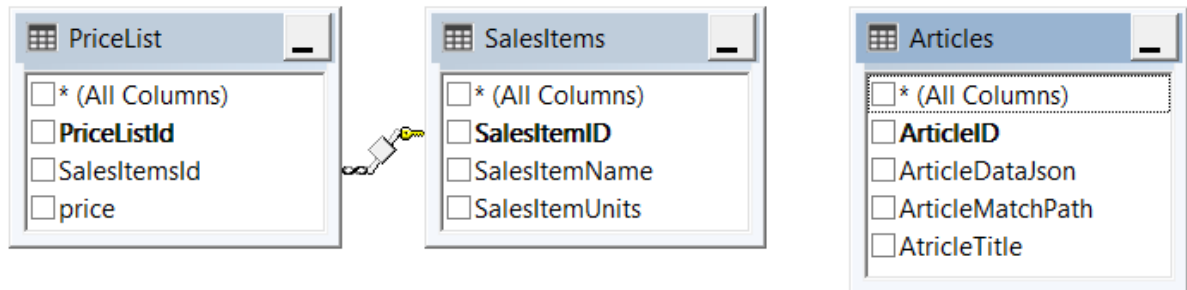 PriceList
* (All Columns)
PriceListId
SalesItemsId
price
SalesItems
* (All Columns)
SalesItemID
SalesItemName
SalesItemUnits
Articles
* (All Columns)
ArticleID
ArticleDataJson
ArticleMatchPath
AtricleTitle